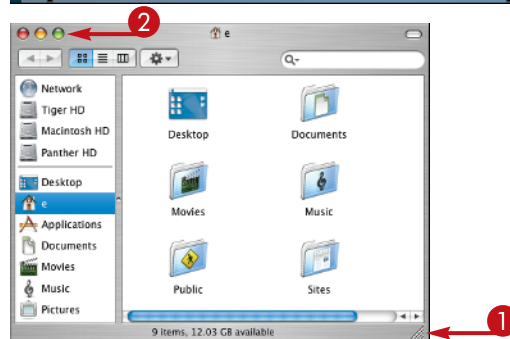 2
e
Network
Tiger HD
Macintosh HD
Panther HD
Desktop
e
Applications
Documents
Movies
Music
Pictures
Desktop
Documents
Movies
Music
Public
Sites
9 items, 12.03 GB available
1